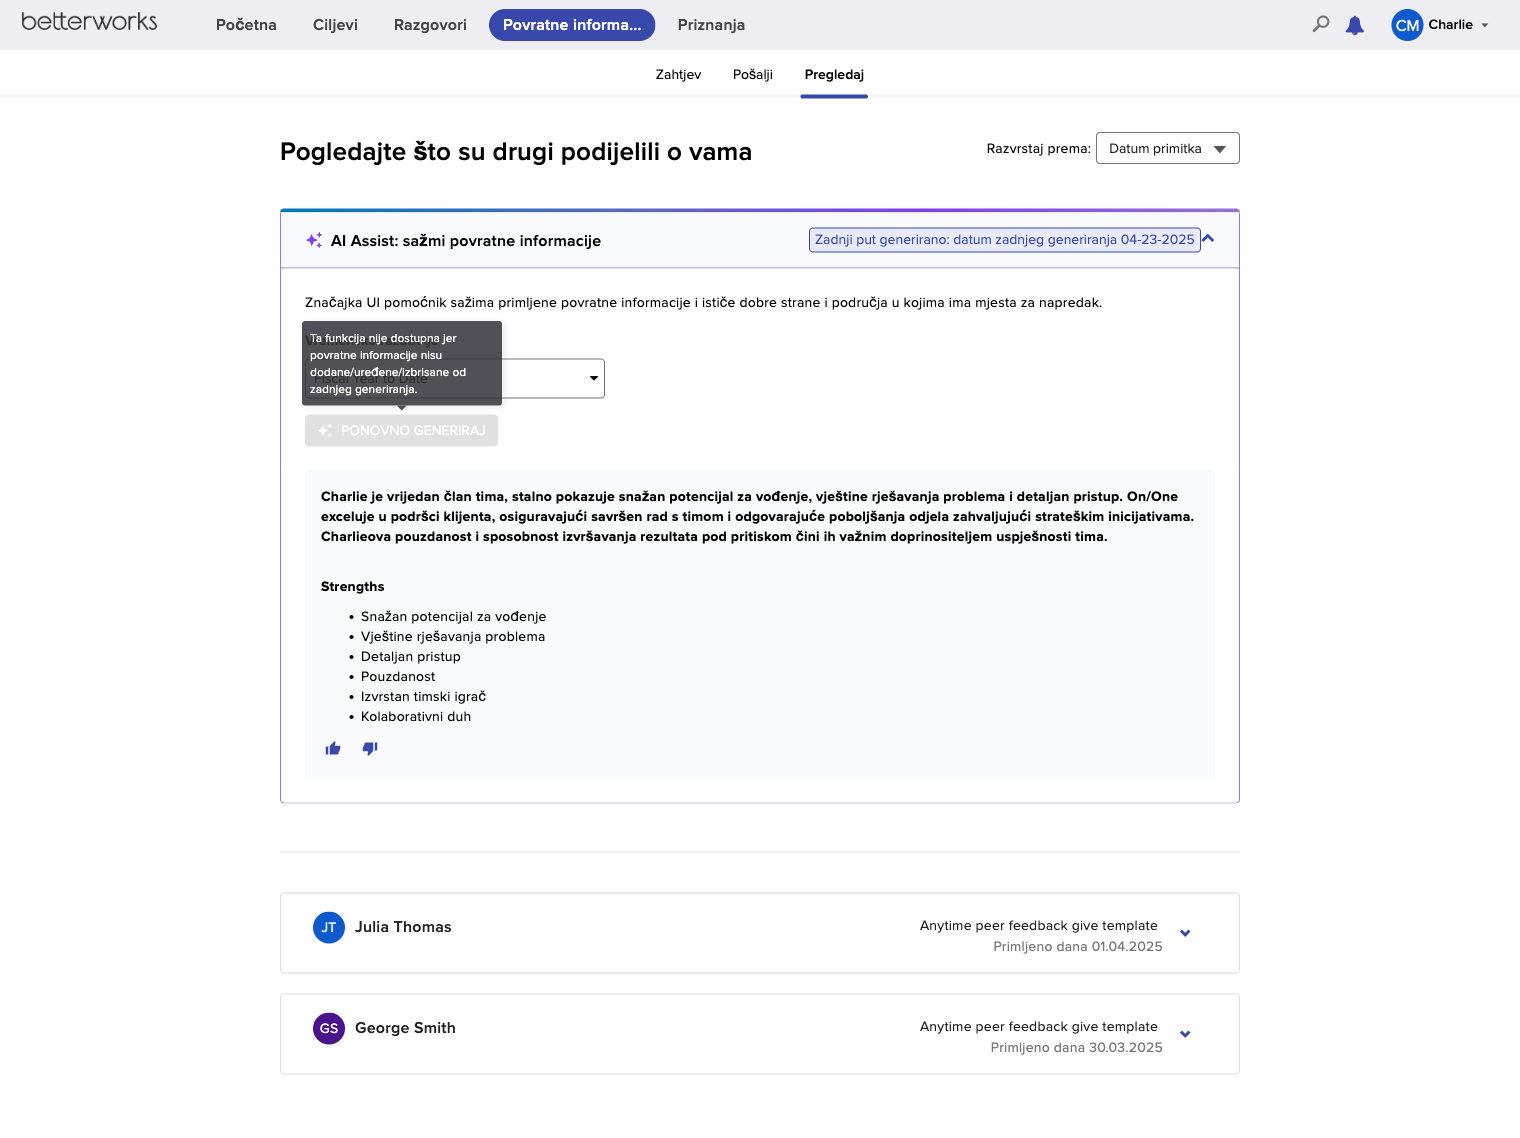 betterworks
Početna
Ciljevi
Razgovori
Povratne informa...
Priznanja
CM
Charlie
Zahtjev
Pošalji
Pregledaj
Pogledajte što su drugi podijelili o vama
Razvrstaj prema:
Datum primitka
AI Assist: sažmi povratne informacije
Zadnji put generirano: datum zadnjeg generiranja 04-23-2025
Značajka UI pomoćnik sažima primljene povratne informacije i ističe dobre strane i područja u kojima ima mjesta za napredak.
Ta funkcija nije dostupna jer
povratne informacije nisu
dodane/uređene/izbrisane od
zadnjeg generiranja.
Fiscal Year to Date
PONOVNO GENERIRAJ
Charlie je vrijedan član tima, stalno pokazuje snažan potencijal za vođenje, vještine rješavanja problema i detaljan pristup. On/One
exceluje u podršci klijenta, osiguravajući savršen rad s timom i odgovarajuće poboljšanja odjela zahvaljujući strateškim inicijativama.
Charlieova pouzdanost i sposobnost izvršavanja rezultata pod pritiskom čini ih važnim doprinositeljem uspješnosti tima.
Strengths
• Snažan potencijal za vođenje
• Vještine rješavanja problema
• Detaljan pristup
• Pouzdanost
• Izvrstan timski igrač
• Kolaborativni duh
JT
Julia Thomas
Anytime peer feedback give template
Primljeno dana 01.04.2025
GS
George Smith
Anytime peer feedback give template
Primljeno dana 30.03.2025